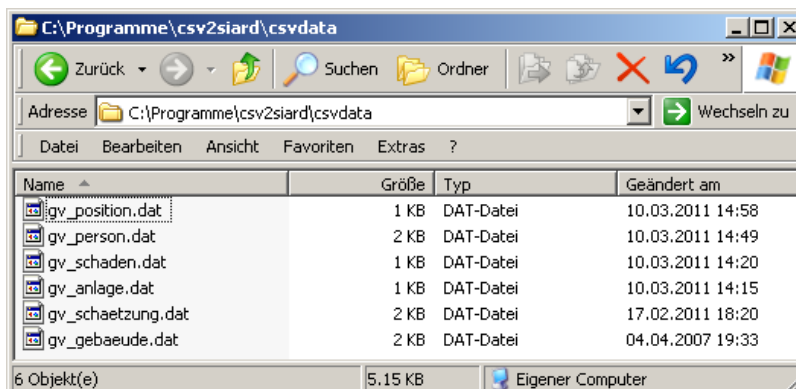 C:\Programme\csv2siard\csvdata
Zurück Suchen Ordner »
Adresse C:\Programme\csv2siard\csvdata Wechseln zu
Datei Bearbeiten Ansicht Favoriten Extras ?
Name Größe Typ Geändert am
gv_position.dat 1 KB DAT-Datei 10.03.2011 14:58
gv_person.dat 2 KB DAT-Datei 10.03.2011 14:49
gv_schaden.dat 1 KB DAT-Datei 10.03.2011 14:20
gv_anlage.dat 1 KB DAT-Datei 10.03.2011 14:15
gv_schaetzung.dat 2 KB DAT-Datei 17.02.2011 18:20
gv_gebaeude.dat 2 KB DAT-Datei 04.04.2007 19:33
6 Objekt(e) 5.15 KB Eigener Computer